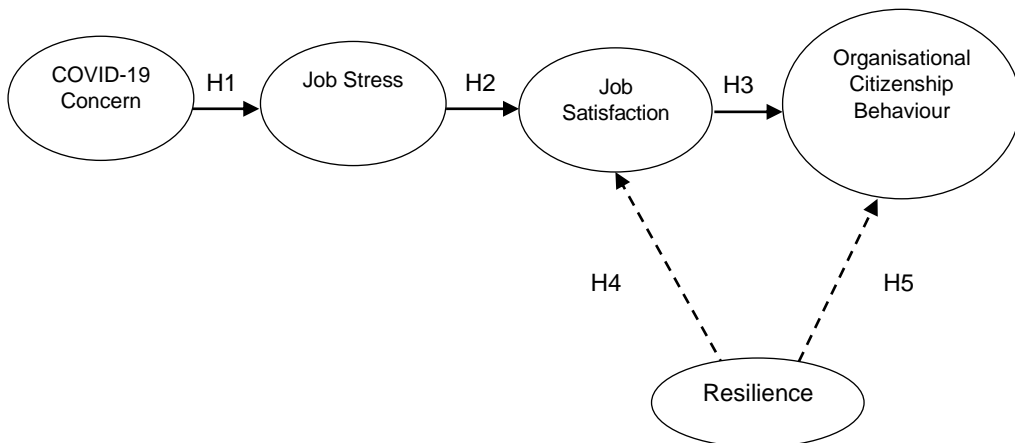 COVID-19
Concern
H1
Job Stress
H2
Job
Satisfaction
H3
Organisational
Citizenship
Behaviour
H4
H5
Resilience